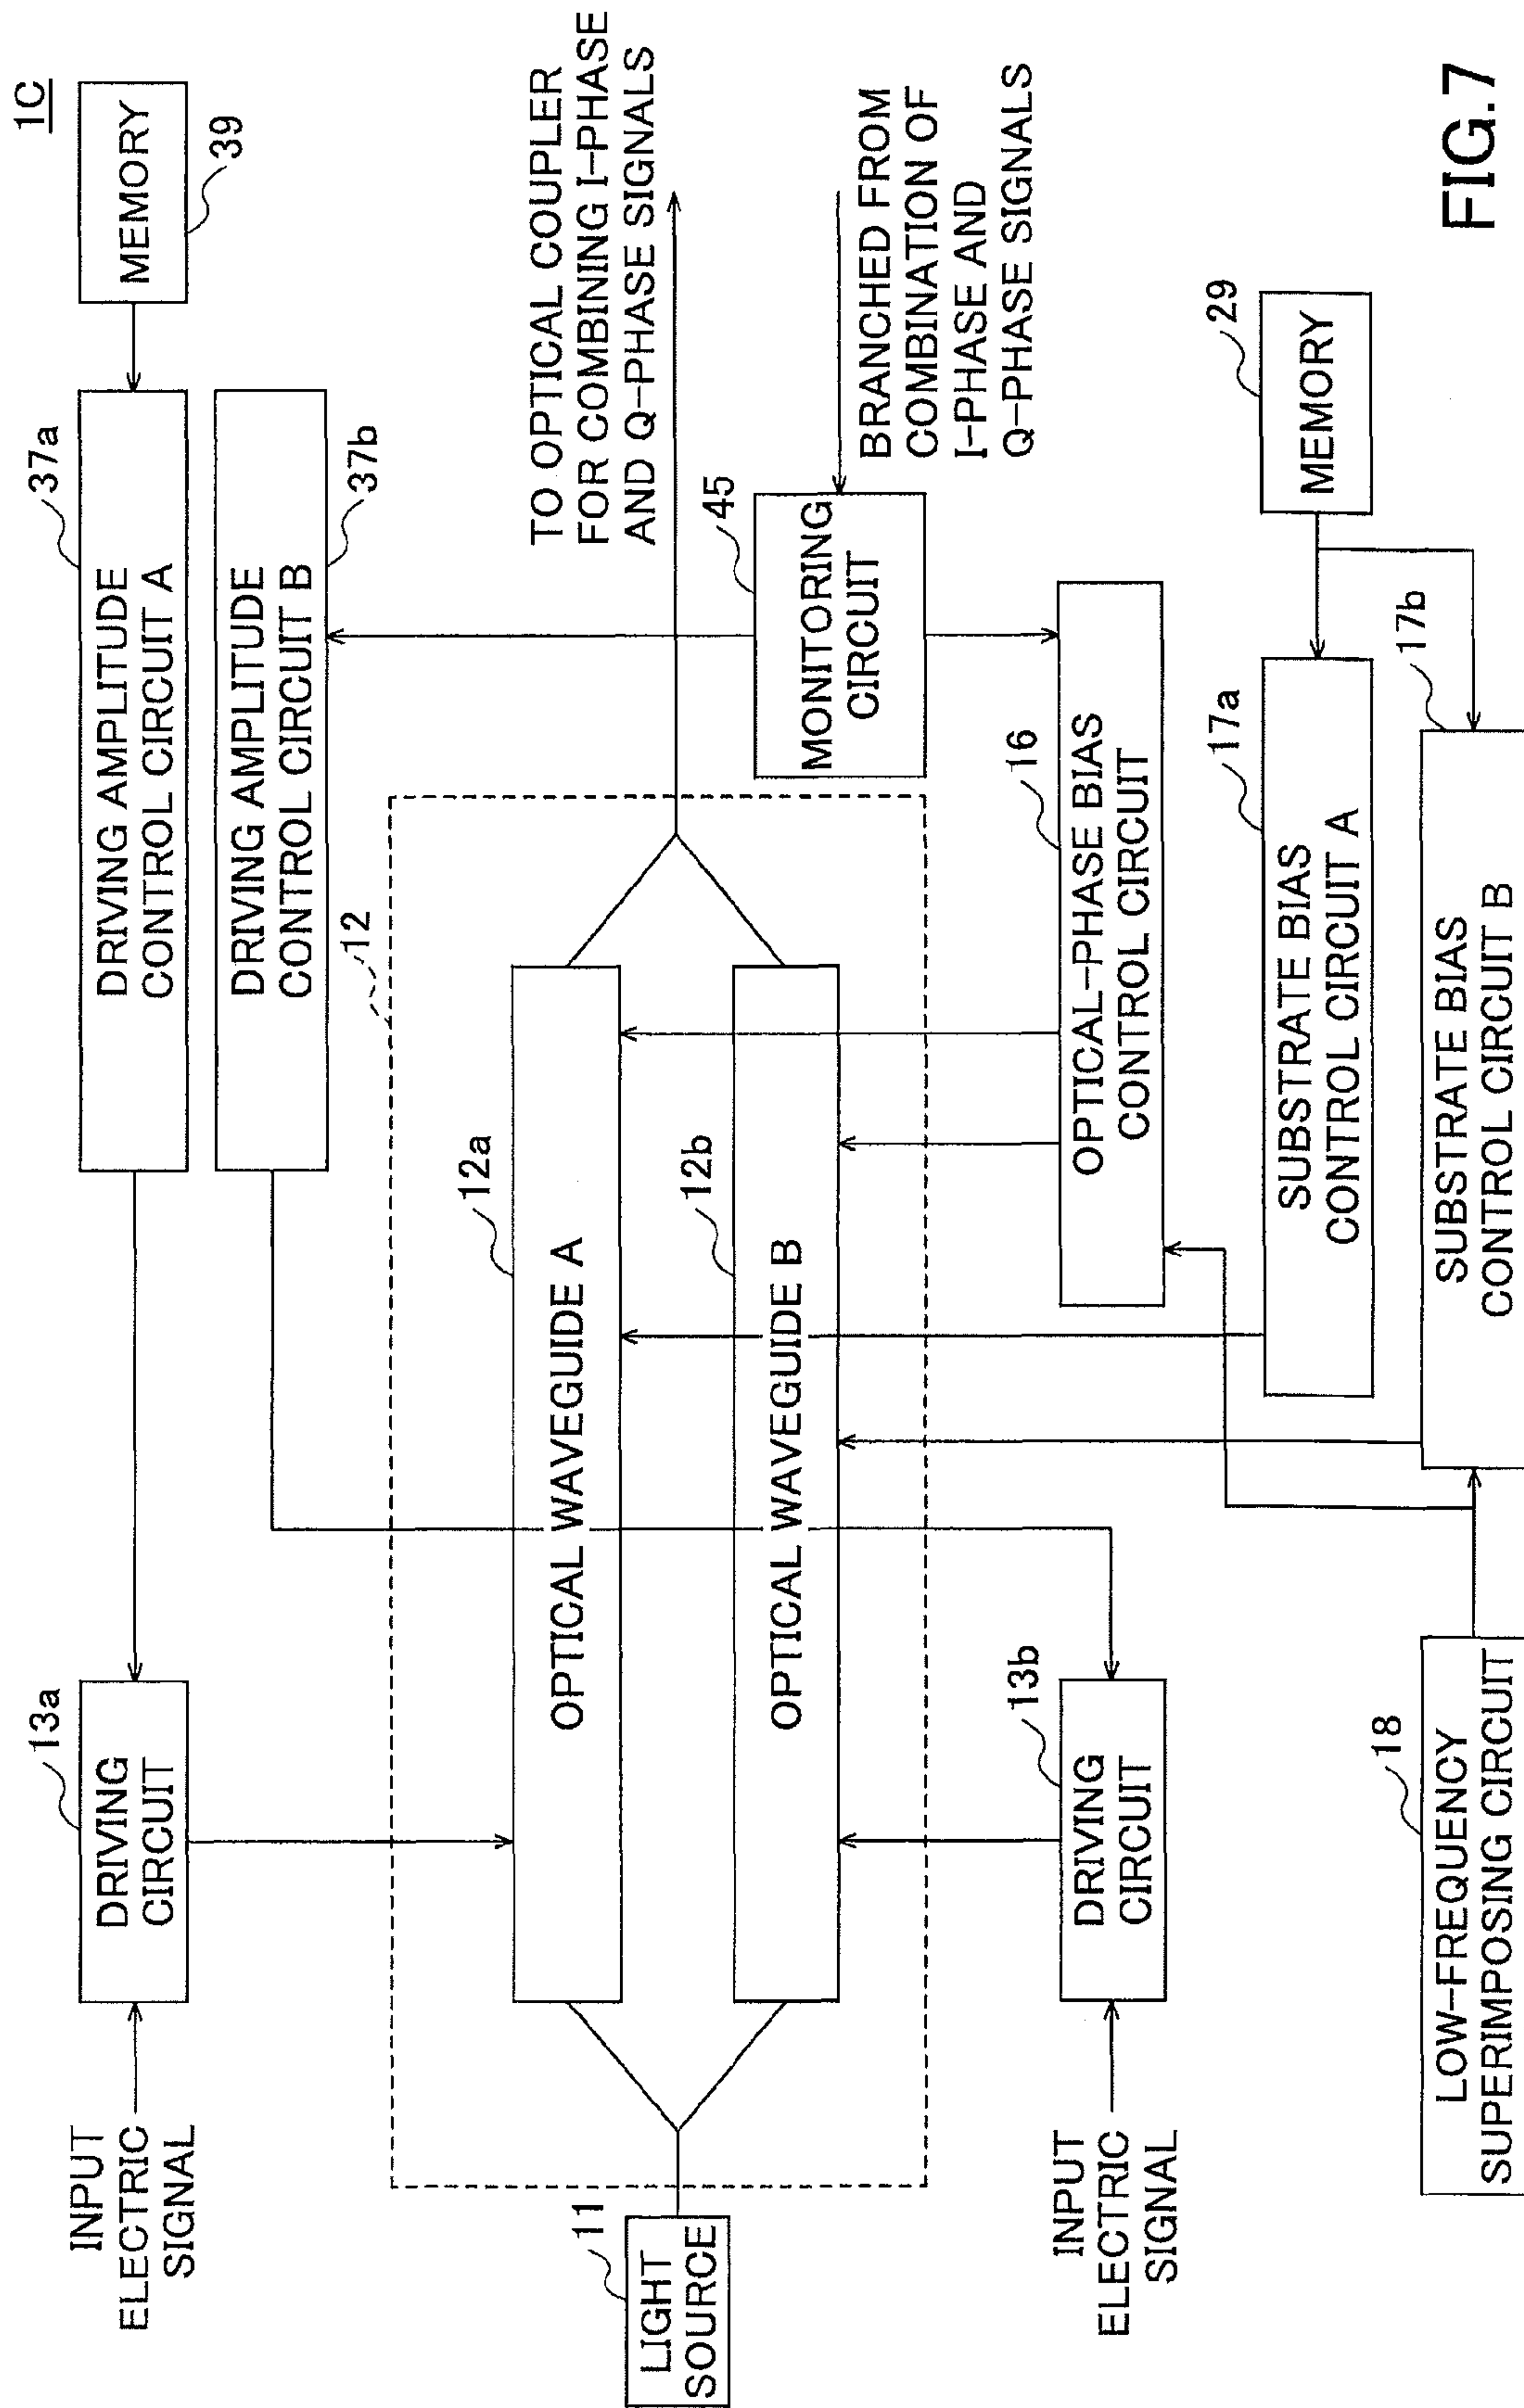 1C
MEMORY
39
37a
DRIVING AMPLITUDE
CONTROL CIRCUIT A
37b
DRIVING AMPLITUDE
CONTROL CIRCUIT B
13a
DRIVING
CIRCUIT
INPUT
ELECTRIC
SIGNAL
12
TO OPTICAL COUPLER
FOR COMBINING I-PHASE
AND Q-PHASE SIGNALS
12a
OPTICAL WAVEGUIDE A
12b
OPTICAL WAVEGUIDE B
11
LIGHT
SOURCE
45
MONITORING
CIRCUIT
BRANCHED FROM
COMBINATION OF
I-PHASE AND
Q-PHASE SIGNALS
13b
DRIVING
CIRCUIT
INPUT
ELECTRIC
SIGNAL
16
OPTICAL-PHASE BIAS
CONTROL CIRCUIT
29
MEMORY
17a
SUBSTRATE BIAS
CONTROL CIRCUIT A
17b
SUBSTRATE BIAS
CONTROL CIRCUIT B
18
LOW-FREQUENCY
SUPERIMPOSING CIRCUIT
FIG.7